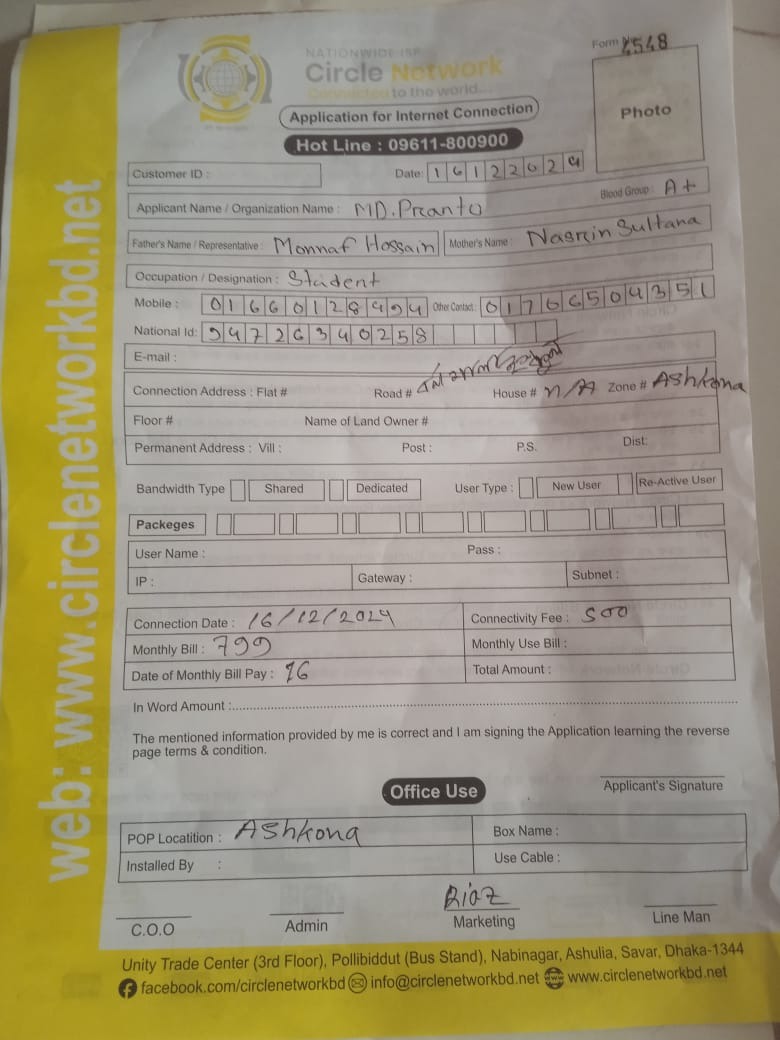 NATIONWIDE ISP
Circle Network
Connected to the world...
Form 2548
Photo
Application for Internet Connection
Hot Line : 09611-800900
Customer ID :
Date: 16122024
Blood Group : A+
Applicant Name / Organization Name : MD. Preanto
Father's Name / Representative : Monnaf Hossain Mother's Name : Nasrin Sultana
Occupation / Designation : Student
Mobile : 01660128494 Other Contact : 01766504351
National Id: 94726340258
E-mail :
Connection Address : Flat # Road # House # N/A Zone # Ashkona
Floor # Name of Land Owner #
Permanent Address : Vill : Post : P.S. Dist:
Bandwidth Type Shared Dedicated User Type : New User Re-Active User
Packeges
User Name : Pass :
IP : Gateway : Subnet :
Connection Date : 16/12/2024 Connectivity Fee : 500
Monthly Bill : 799 Monthly Use Bill :
Date of Monthly Bill Pay : 16 Total Amount :
In Word Amount :
The mentioned information provided by me is correct and I am signing the Application learning the reverse
page terms & condition.
Applicant's Signature
Office Use
POP Locatition : Ashkona Box Name :
Installed By : Use Cable :
Riaz
C.O.O Admin Marketing Line Man
Unity Trade Center (3rd Floor), Pollibiddut (Bus Stand), Nabinagar, Ashulia, Savar, Dhaka-1344
facebook.com/circlenetworkbd info@circlenetworkbd.net www.circlenetworkbd.net
web: www.circlenetworkbd.net